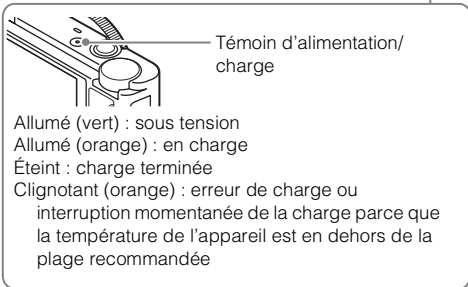 Témoin d'alimentation/
charge
Allumé (vert) : sous tension
Allumé (orange) : en charge
Éteint : charge terminée
Clignotant (orange) : erreur de charge ou
interruption momentanée de la charge parce que
la température de l'appareil est en dehors de la
plage recommandée